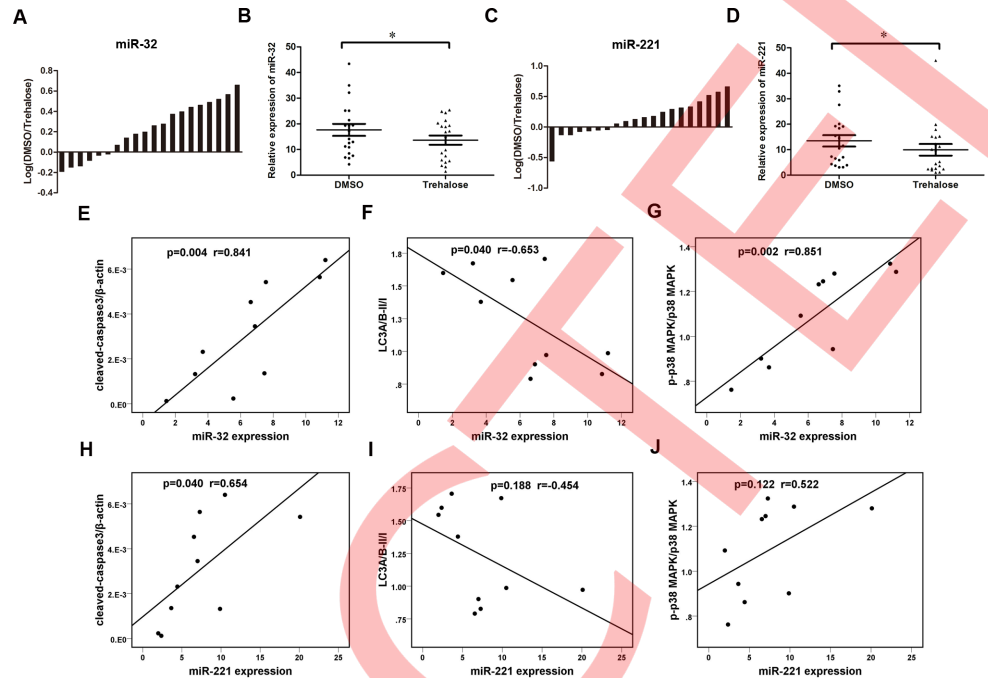 A
miR-32
Log(DMSO/Trehalose)
0.8
0.6
0.4
0.2
0.0
-0.2
-0.4
B
*
Relative expression of miR-32
50
40
30
20
10
0
DMSO Trehalose
C
miR-221
Log(DMSO/Trehalose)
1.0
0.5
0.00
-0.5
-1.0
D
*
Relative expression of miR-221
50
40
30
20
10
0
DMSO Trehalose
E
p=0.004 r=0.841
cleaved-caspase3/β-actin
6.E-3
4.E-3
2.E-3
.0E0
0 2 4 6 8 10 12
miR-32 expression
F
p=0.040 r=-0.653
LC3A/B-II/I
1.8
1.5
1.3
1.0
.8
0 2 4 6 8 10 12
miR-32 expression
G
p=0.002 r=0.851
p-p38 MAPK/p38 MAPK
1.4
1.2
1.0
.8
0 2 4 6 8 10 12
miR-32 expression
H
p=0.040 r=0.654
cleaved-caspase3/β-actin
6.E-3
4.E-3
2.E-3
.0E0
0 5 10 15 20 25
miR-221 expression
I
p=0.188 r=-0.454
LC3A/B-II/I
1.75
1.50
1.25
1.00
.75
0 5 10 15 20 25
miR-221 expression
J
p=0.122 r=0.522
p-p38 MAPK/p38 MAPK
1.4
1.2
1.0
.8
0 5 10 15 20 25
miR-221 expression